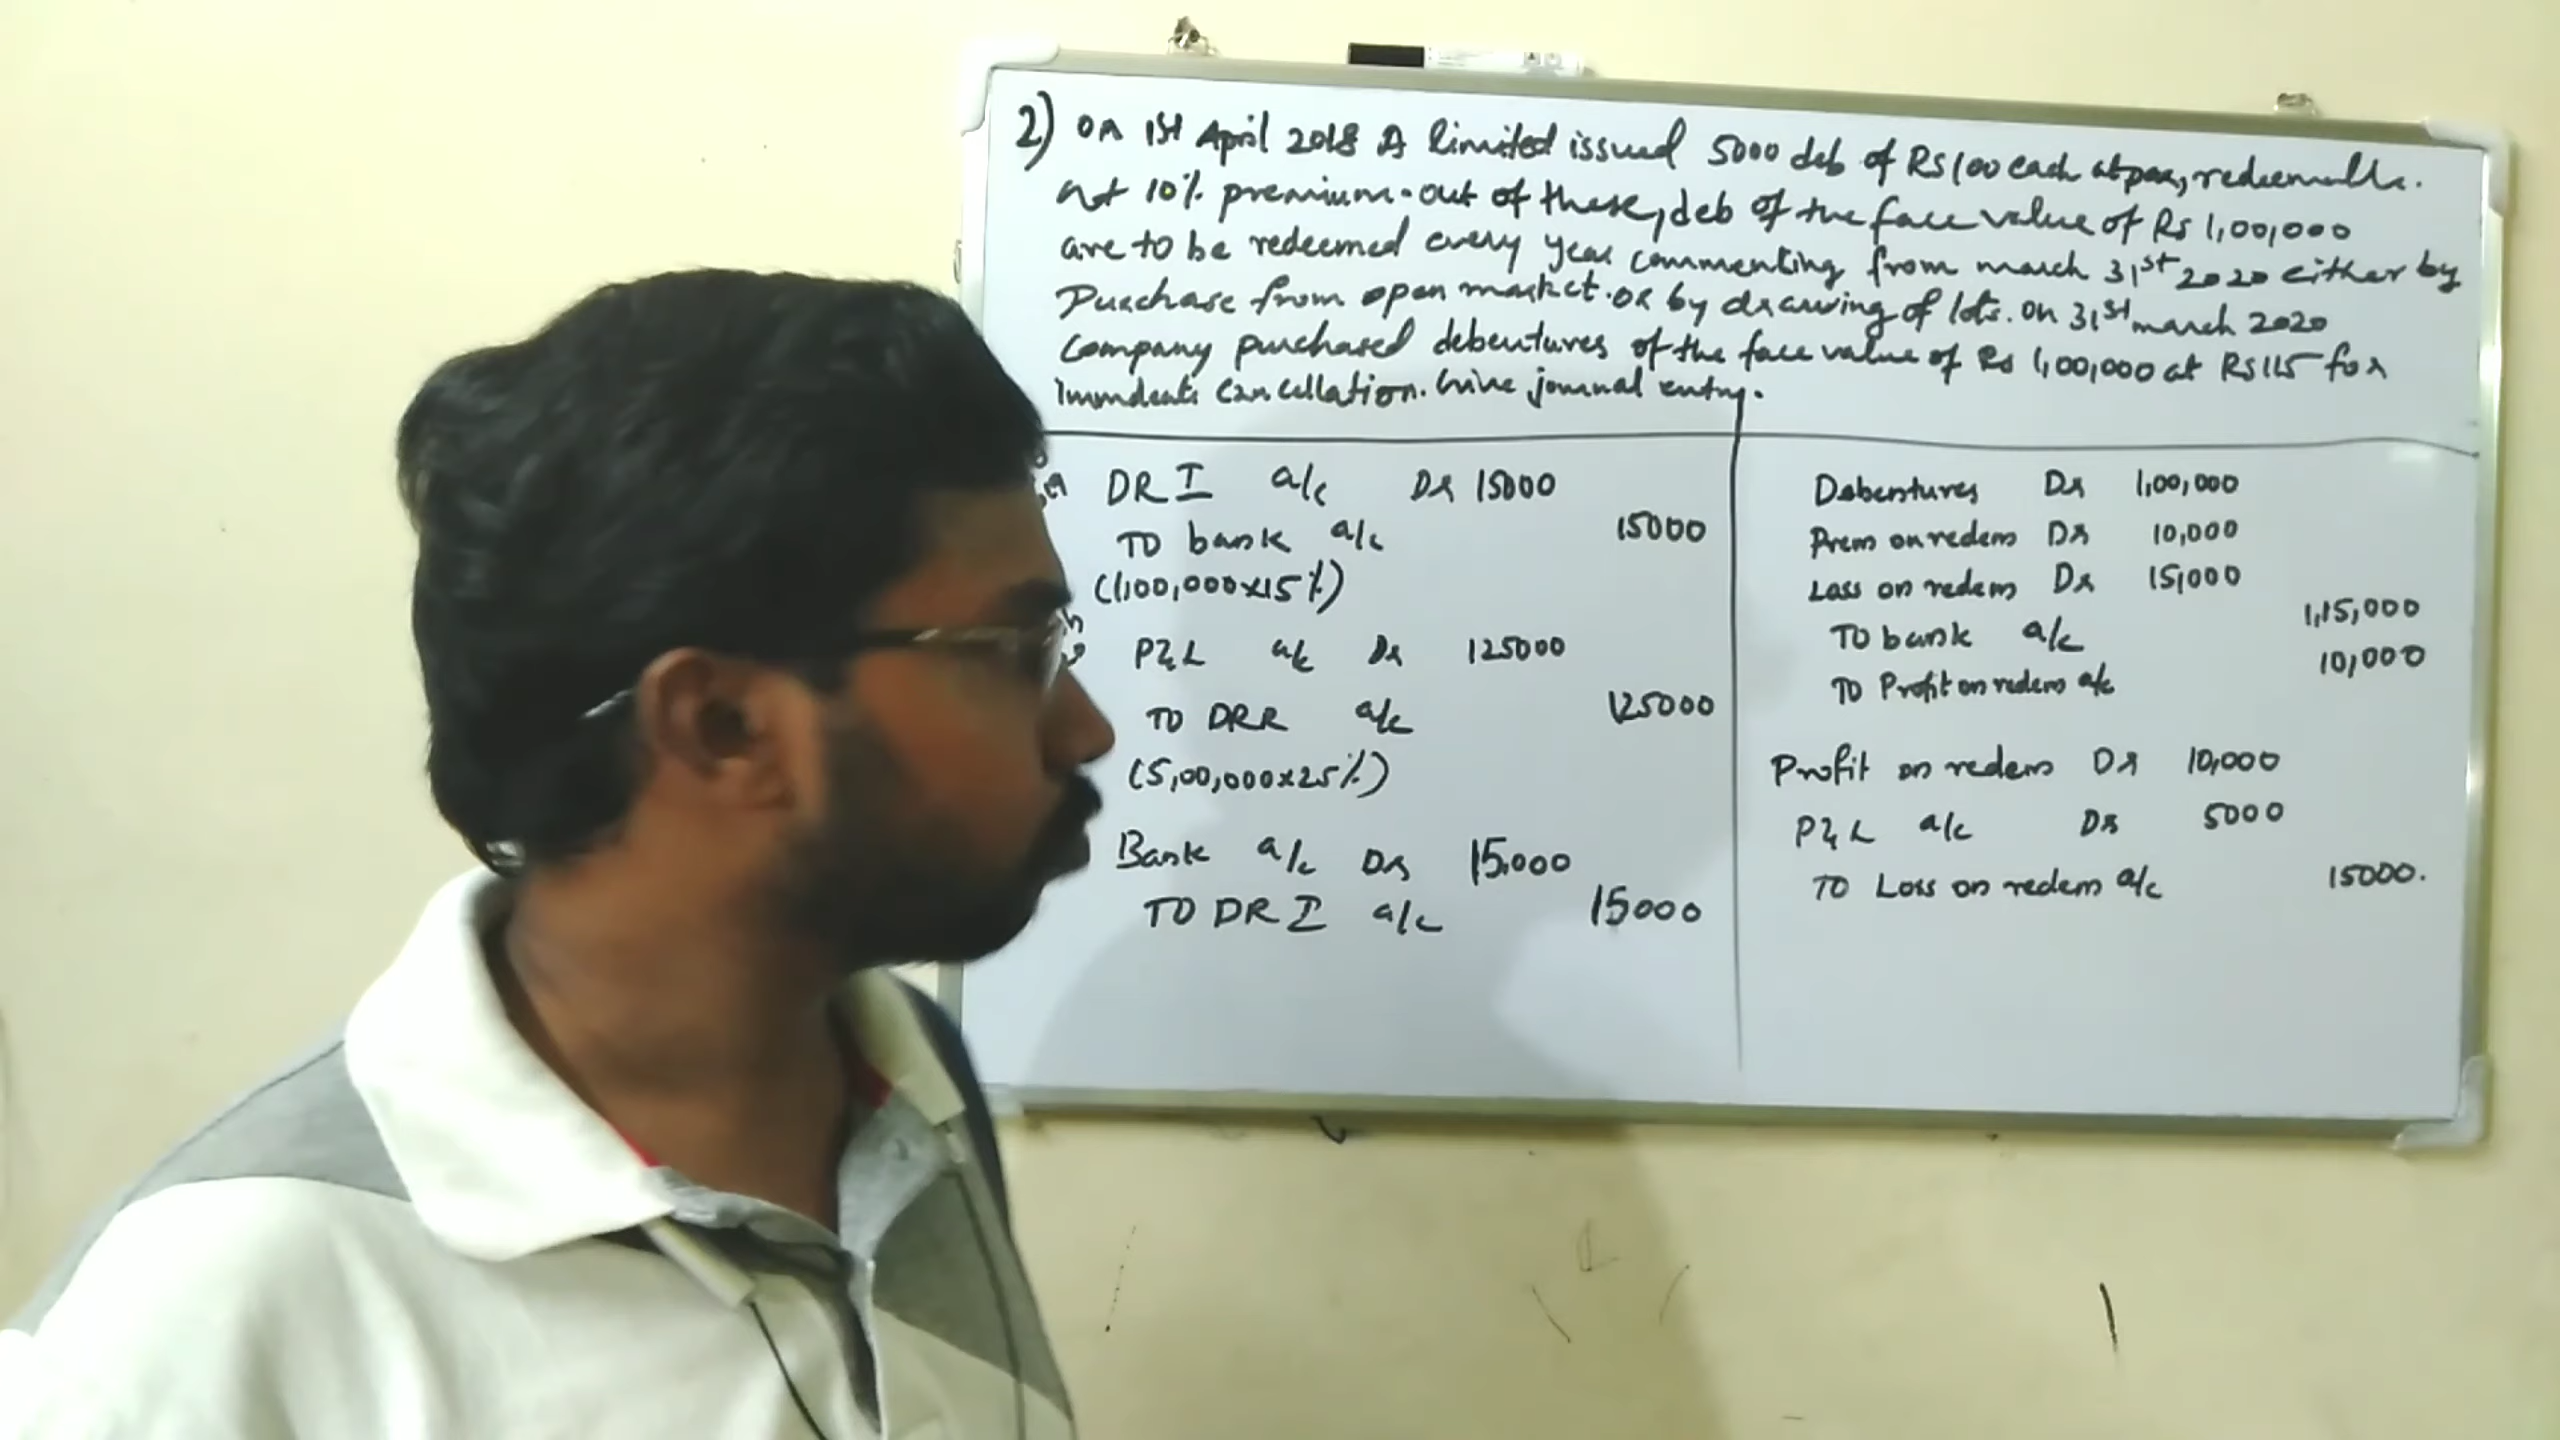 2) on 1st April 2018 A limited issued 5000 deb of Rs 100 each at par, redeemable.
at 10% premium. out of these, deb of the face value of Rs 1,00,000
are to be redeemed every year commenting from march 31st 2020 either by
Purchase from open market. or by drawing of lots. on 31st march 2020
Company purchased debentures of the face value of Rs 1,00,000 at Rs 115 for
immdeate cancellation. Give journal entry.
DRI a/c Dr 15000
TO bank a/c 15000
(1,00,000x15%)
P&L a/c Dr 125000
TO DRR a/c 125000
(5,00,000x25%)
Bank a/c Dr 15,000
TO DRI a/c 15000
Debentures Dr 1,00,000
Prem on redem Dr 10,000
Loss on redem Dr 15,000
TO bank a/c 1,15,000
TO Profit on redem a/c 10,000
Profit on redem Dr 10,000
P&L a/c Dr 5000
TO Loss on redem a/c 15000.